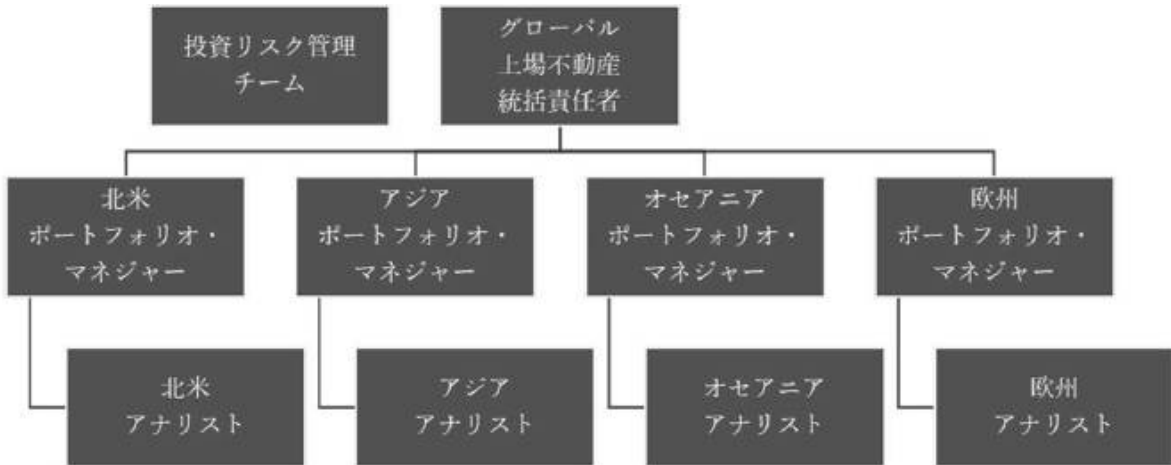 投資リスク管理
チーム
グローバル
上場不動産
統括責任者
北米
ポートフォリオ・
マネジャー
アジア
ポートフォリオ・
マネジャー
オセアニア
ポートフォリオ・
マネジャー
欧州
ポートフォリオ・
マネジャー
北米
アナリスト
アジア
アナリスト
オセアニア
アナリスト
欧州
アナリスト